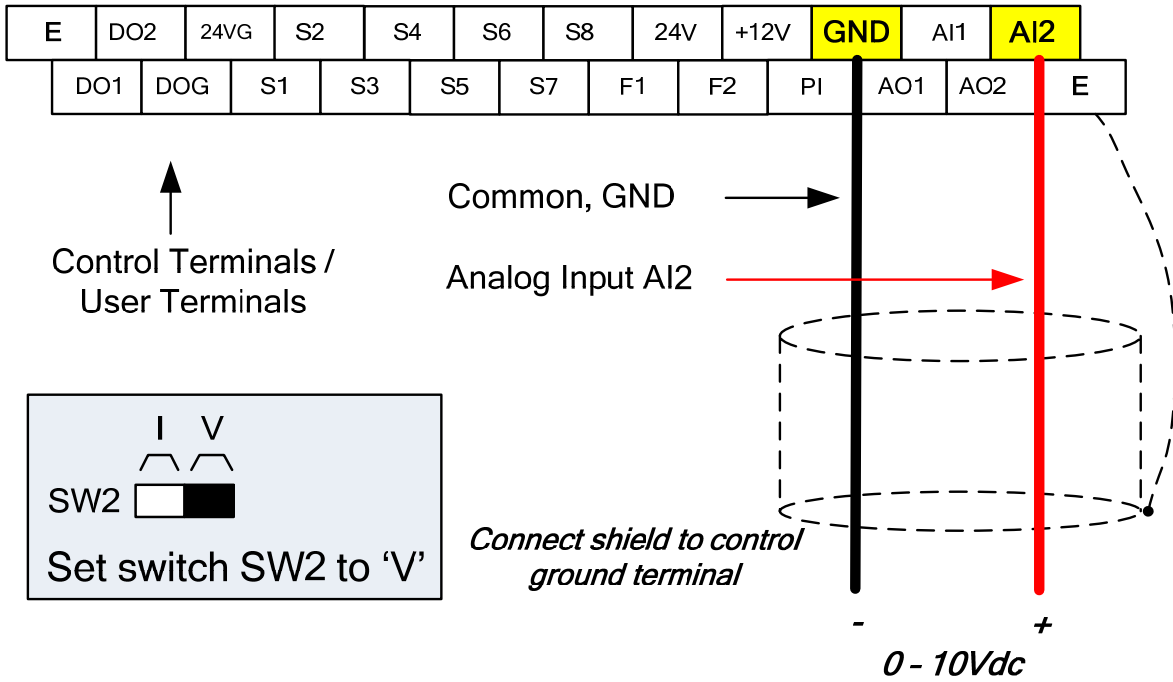 E DO2 24VG S2 S4 S6 S8 24V +12V GND AI1 AI2
DO1 DOG S1 S3 S5 S7 F1 F2 PI AO1 AO2 E
Common, GND
Control Terminals /
User Terminals
Analog Input AI2
I V
SW2
Set switch SW2 to ‘V’
Connect shield to control
ground terminal
- +
0 - 10Vdc